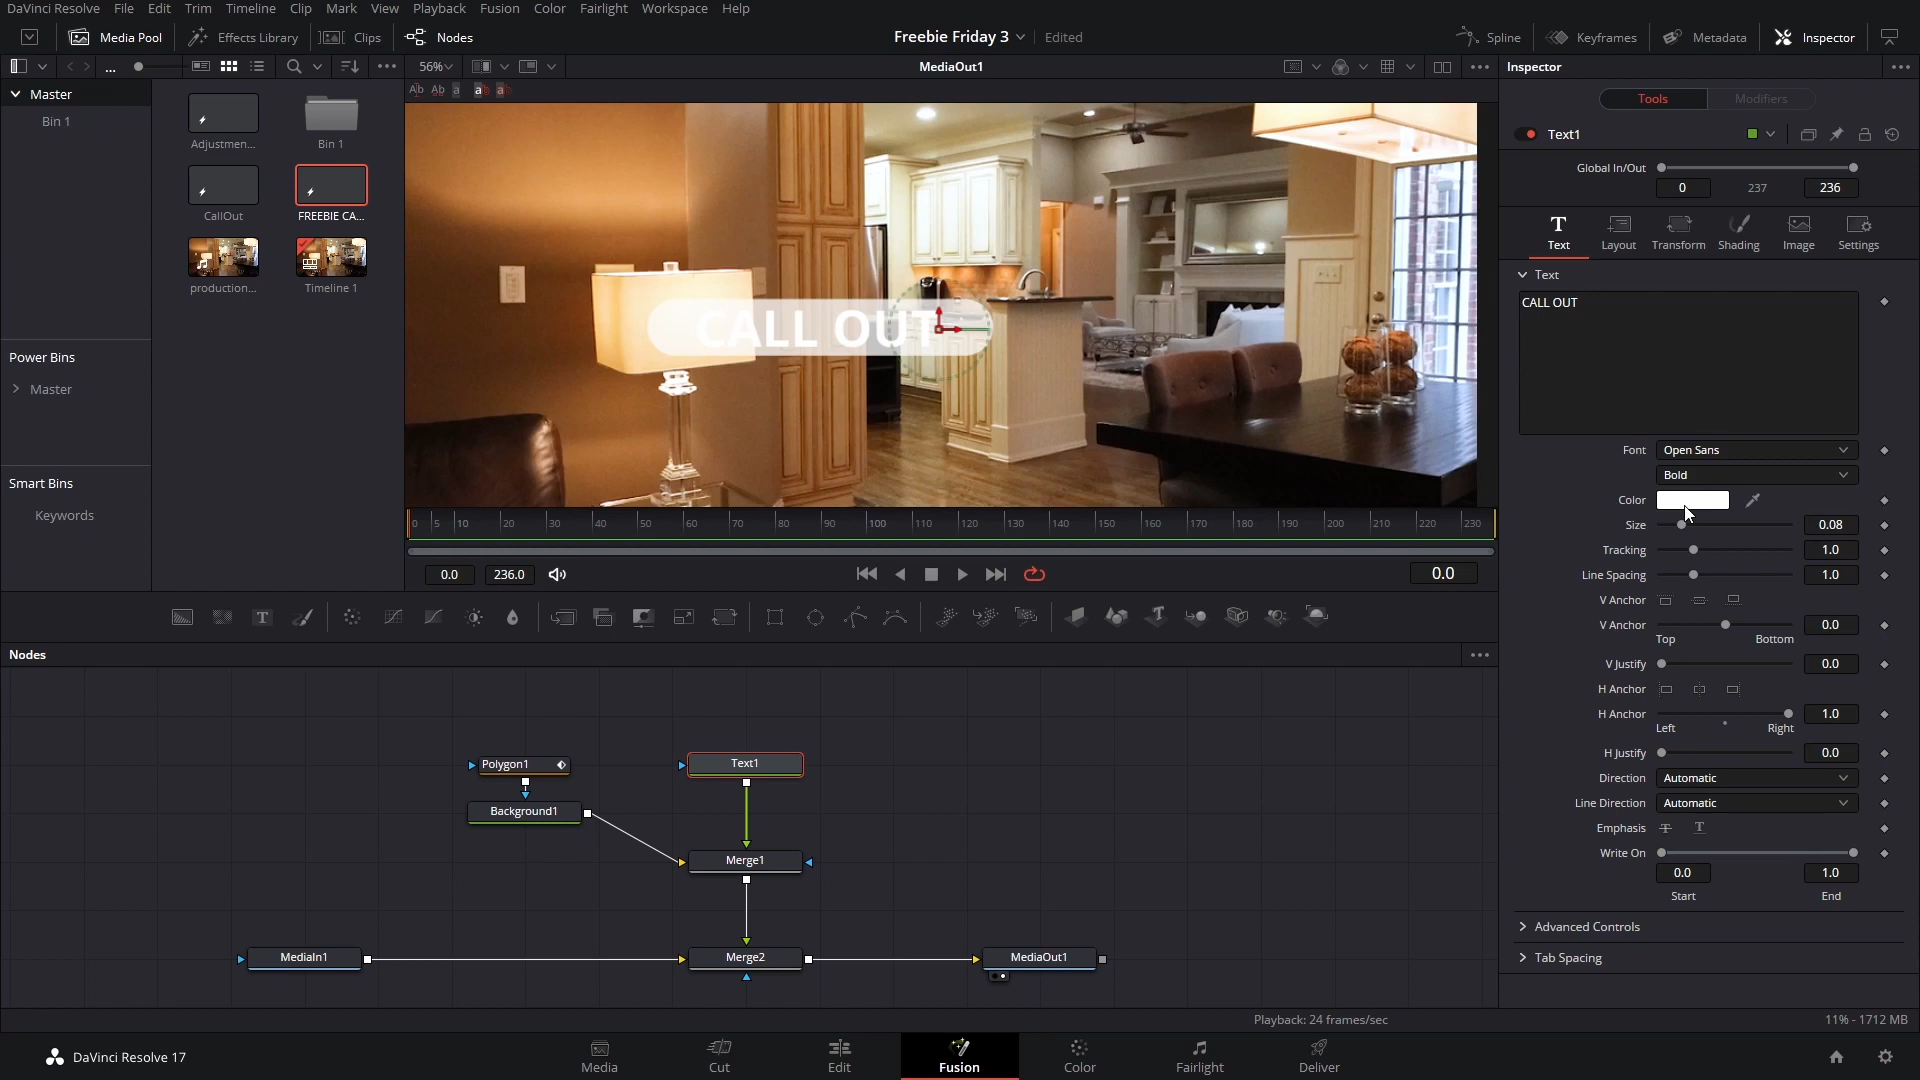 DaVinci Resolve File Edit Trim Timeline Clip Mark View Playback Fusion Color Fairlight Workspace Help
Media Pool Effects Library Clips Nodes Freebie Friday 3 Edited Spline Keyframes Metadata Inspector
... 56% MediaOut1 Inspector
Master
Bin 1
Adjustmen...
Bin 1
CallOut
FREEBIE CA...
production...
Timeline 1
Power Bins
Master
Smart Bins
Keywords
CALL OUT
0 5 10 20 30 40 50 60 70 80 90 100 110 120 130 140 150 160 170 180 190 200 210 220 230
0.0 236.0 0.0
Nodes
Polygon1
Text1
Background1
Merge1
MediaIn1
Merge2
MediaOut1
Tools Modifiers
Text1
Global In/Out
0 237 236
Text Layout Transform Shading Image Settings
Text
CALL OUT
Font Open Sans
Bold
Color
Size 0.08
Tracking 1.0
Line Spacing 1.0
V Anchor
V Anchor 0.0
Top Bottom
V Justify 0.0
H Anchor
H Anchor 1.0
Left Right
H Justify 0.0
Direction Automatic
Line Direction Automatic
Emphasis T T
Write On
0.0 1.0
Start End
Advanced Controls
Tab Spacing
Playback: 24 frames/sec 11% - 1712 MB
DaVinci Resolve 17 Media Cut Edit Fusion Color Fairlight Deliver